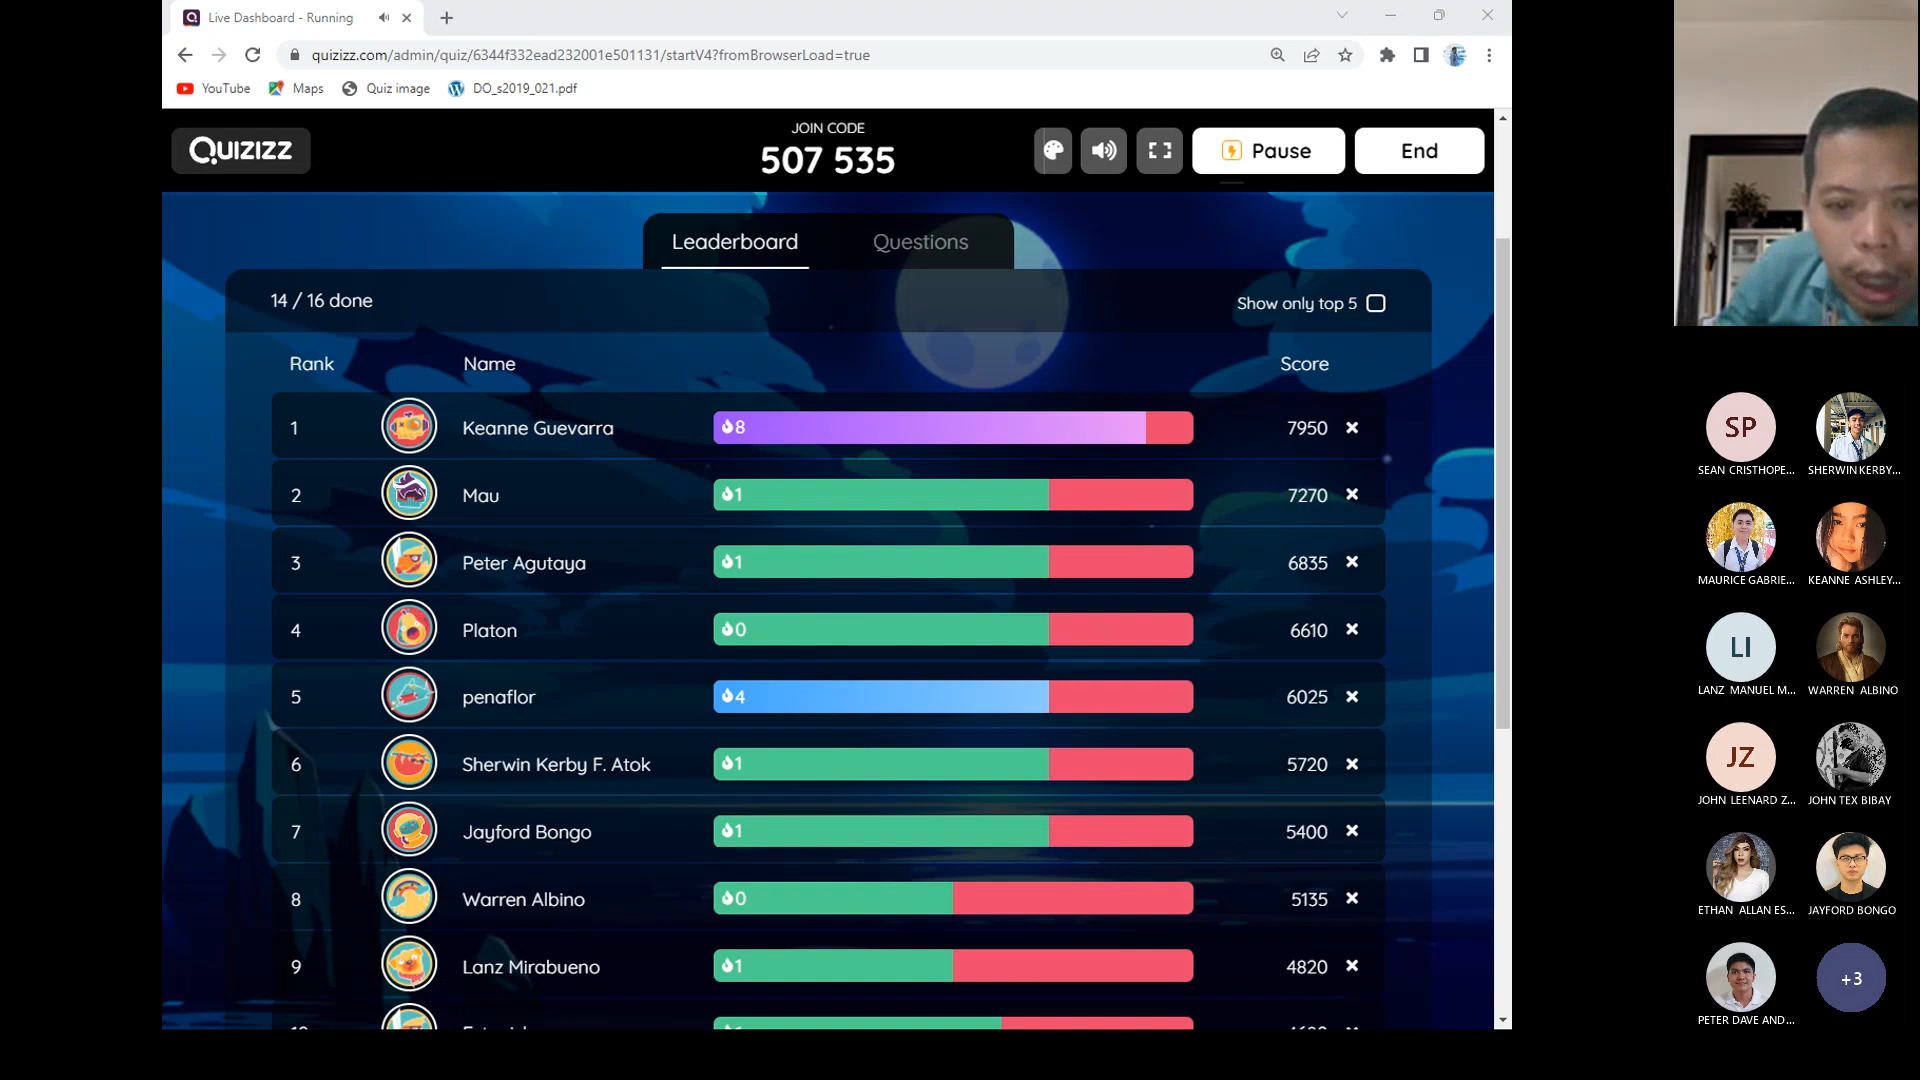 Live Dashboard - Running
quizizz.com/admin/quiz/6344f332ead232001e501131/startV4?fromBrowserLoad=true
YouTube Maps Quiz image DO_s2019_021.pdf
Quizizz
JOIN CODE
507 535
Pause
End
Leaderboard Questions
14 / 16 done
Show only top 5
Rank Name Score
1 Keanne Guevarra 8 7950
2 Mau 1 7270
3 Peter Agutaya 1 6835
4 Platon 0 6610
5 penaflor 4 6025
6 Sherwin Kerby F. Atok 1 5720
7 Jayford Bongo 1 5400
8 Warren Albino 0 5135
9 Lanz Mirabueno 1 4820
SP
SEAN CRISTHOPE... SHERWIN KERBY...
MAURICE GABRIE... KEANNE ASHLEY...
LI
LANZ MANUEL M... WARREN ALBINO
JZ
JOHN LEENARD Z... JOHN TEX BIBAY
ETHAN ALLAN ES... JAYFORD BONGO
+3
PETER DAVE AND...